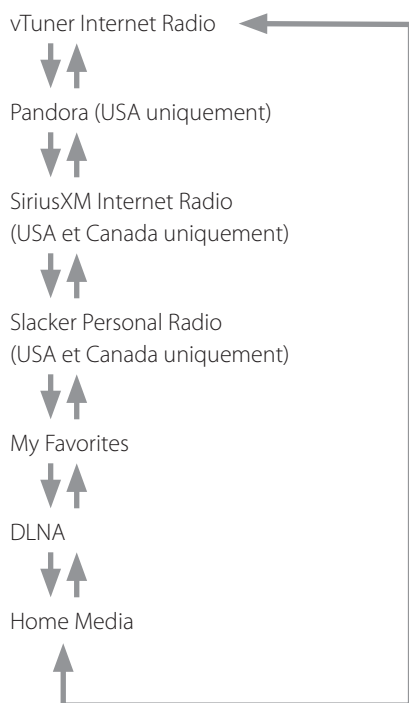 vTuner Internet Radio
Pandora (USA uniquement)
SiriusXM Internet Radio
(USA et Canada uniquement)
Slacker Personal Radio
(USA et Canada uniquement)
My Favorites
DLNA
Home Media